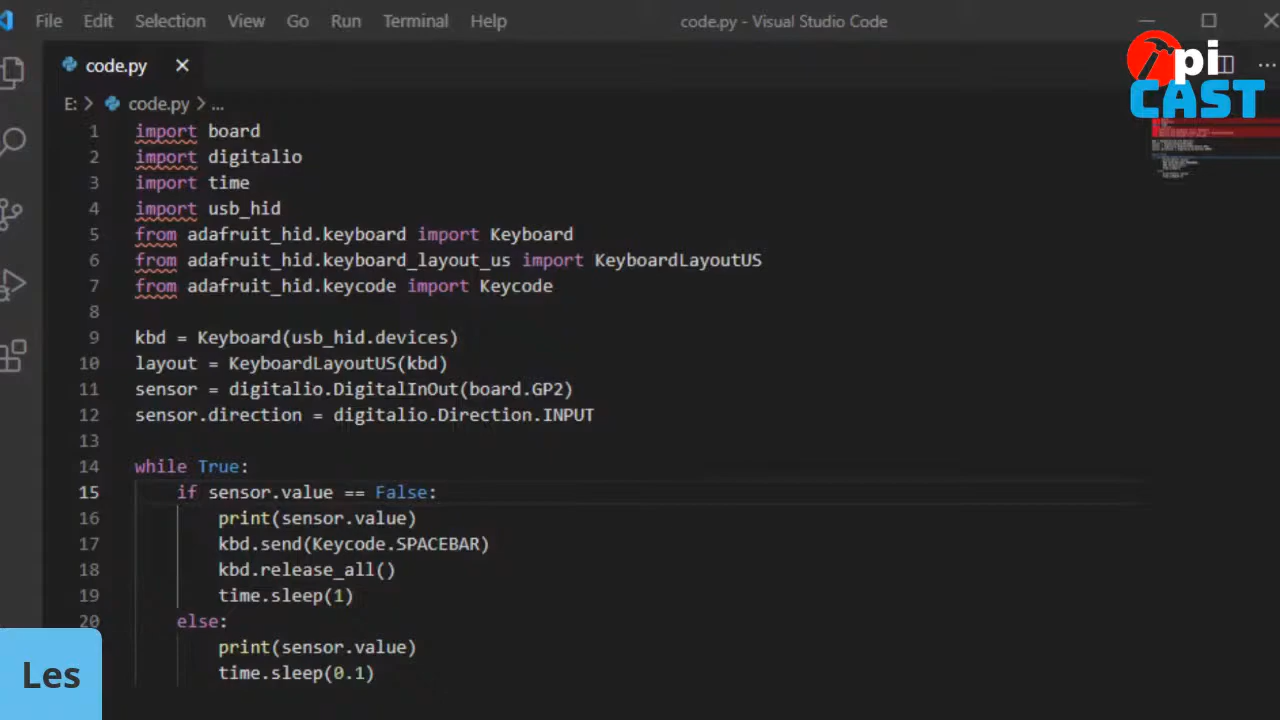 File Edit Selection View Go Run Terminal Help code.py - Visual Studio Code
code.py
pi
CAST
E: > code.py > ...
1 import board
2 import digitalio
3 import time
4 import usb_hid
5 from adafruit_hid.keyboard import Keyboard
6 from adafruit_hid.keyboard_layout_us import KeyboardLayoutUS
7 from adafruit_hid.keycode import Keycode
8
9 kbd = Keyboard(usb_hid.devices)
10 layout = KeyboardLayoutUS(kbd)
11 sensor = digitalio.DigitalInOut(board.GP2)
12 sensor.direction = digitalio.Direction.INPUT
13
14 while True:
15     if sensor.value == False:
16         print(sensor.value)
17         kbd.send(Keycode.SPACEBAR)
18         kbd.release_all()
19         time.sleep(1)
20     else:
        print(sensor.value)
        time.sleep(0.1)
Les